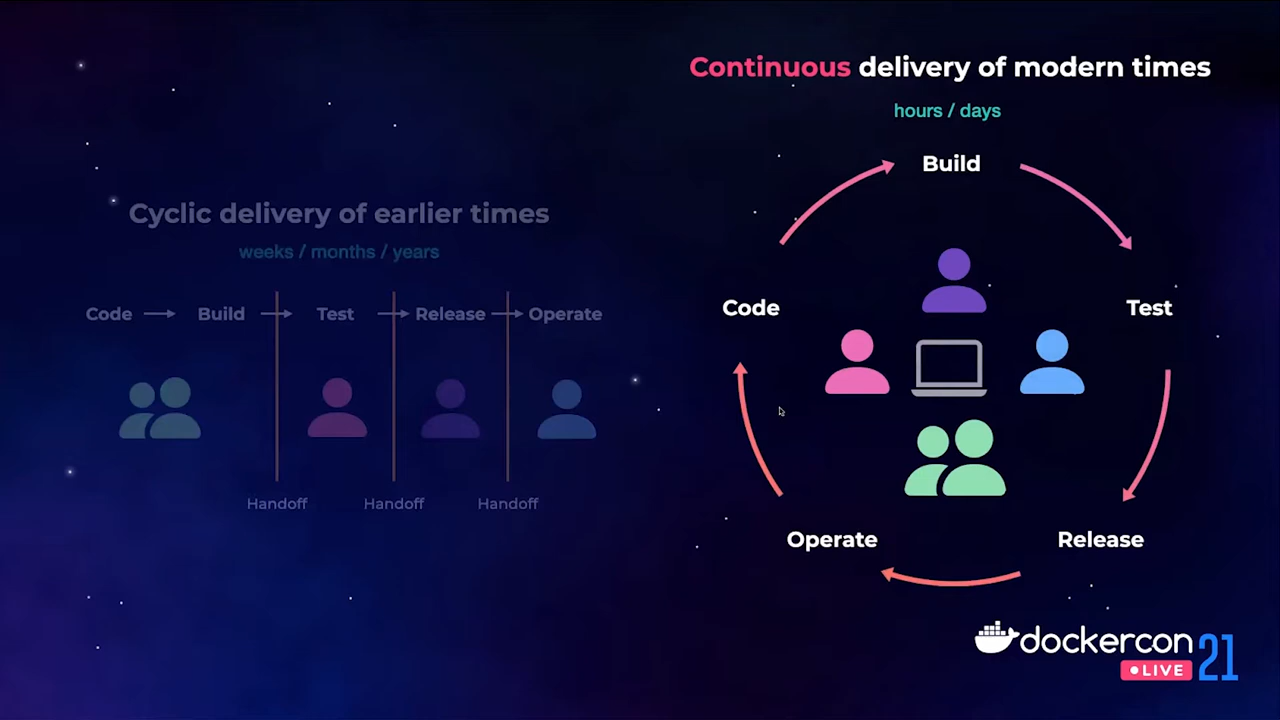 Cyclic delivery of earlier times
weeks / months / years
Code Build Test Release Operate
Handoff Handoff Handoff
Continuous delivery of modern times
hours / days
Build
Code
Test
Operate
Release
dockercon
LIVE
21